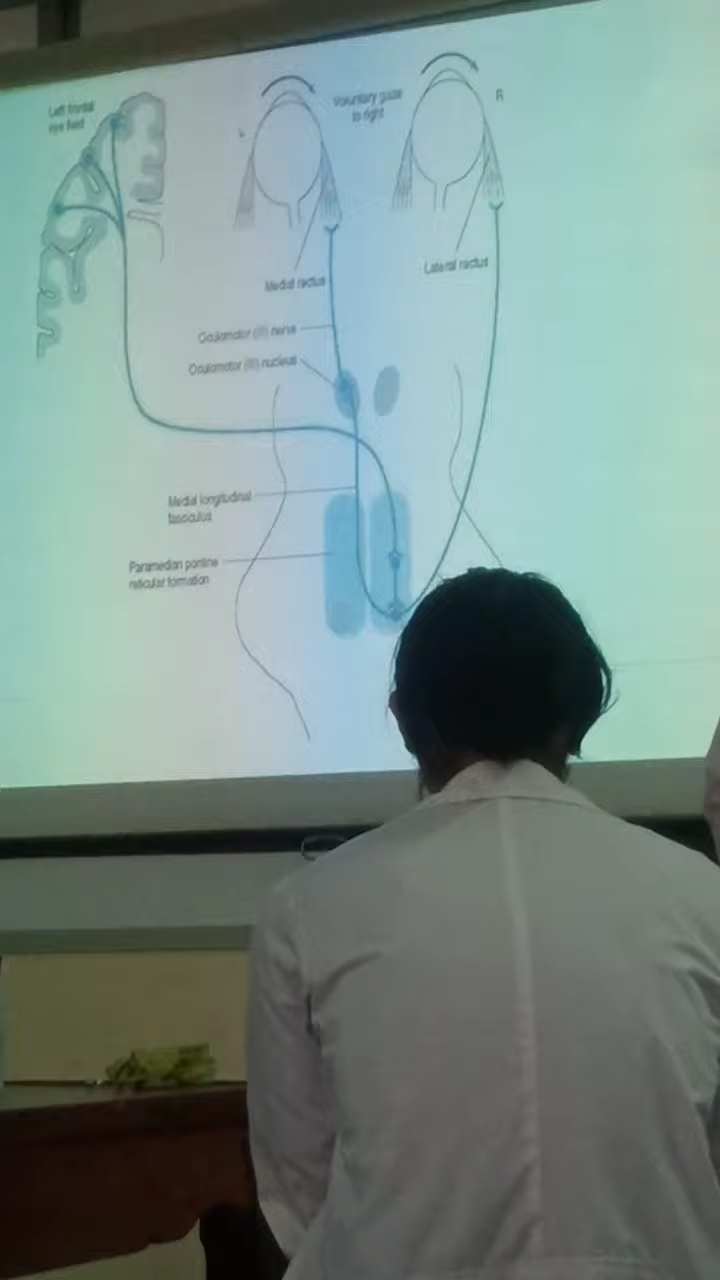 Left frontal
eye field
L
Voluntary gaze
to right
R
Medial rectus
Lateral rectus
Oculomotor (III) nerve
Oculomotor (III) nucleus
Medial longitudinal
fasciculus
Paramedian pontine
reticular formation